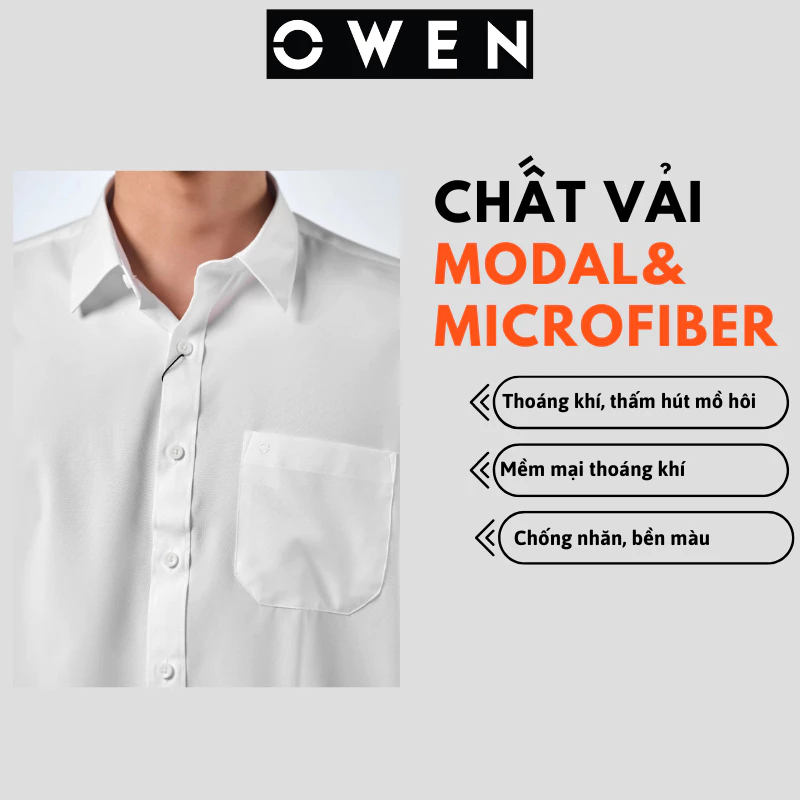 OWEN
CHẤT VẢI
MODAL&
MICROFIBER
Thoáng khí, thấm hút mồ hôi
Mềm mại thoáng khí
Chống nhăn, bền màu